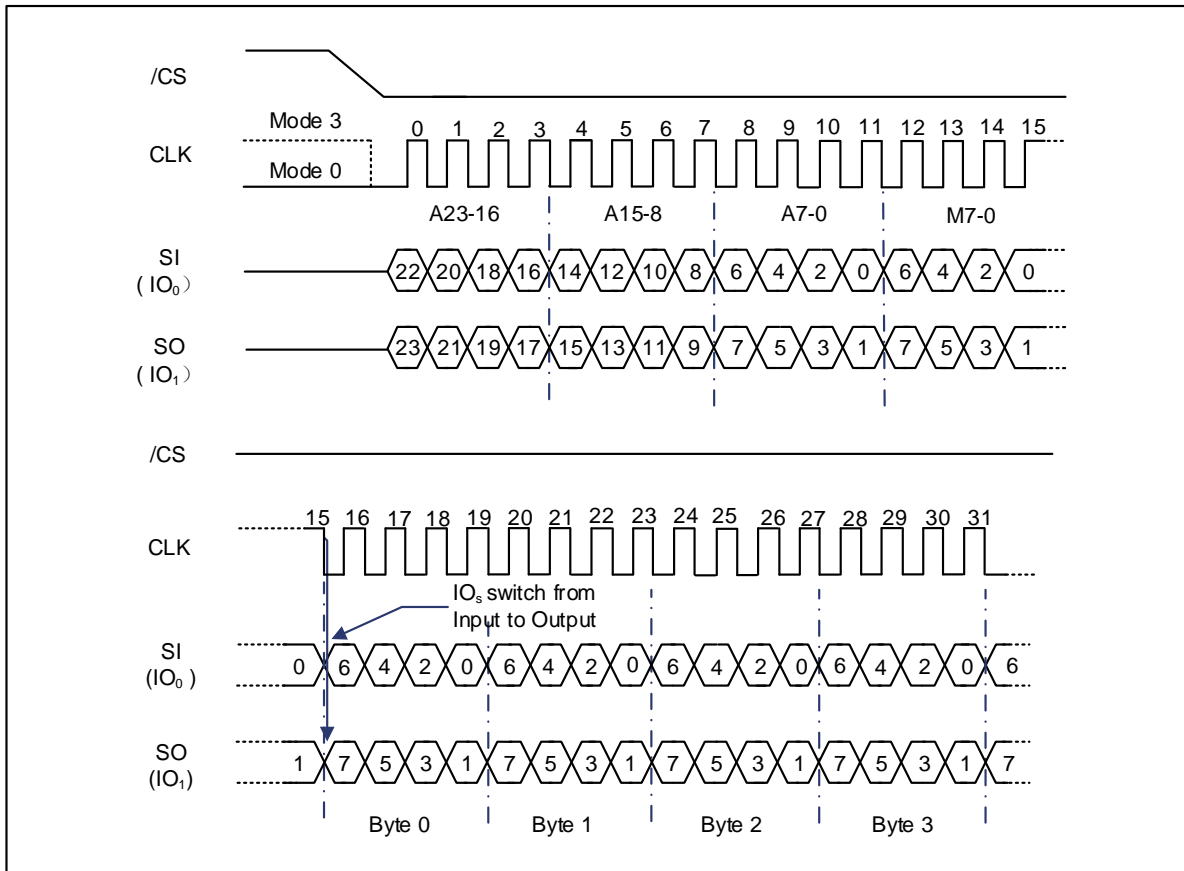 /CS
Mode 3
CLK
Mode 0
0 1 2 3 4 5 6 7 8 9 10 11 12 13 14 15
A23-16 A15-8 A7-0 M7-0
SI
( IO₀）
22 20 18 16 14 12 10 8 6 4 2 0 6 4 2 0
SO
( IO₁）
23 21 19 17 15 13 11 9 7 5 3 1 7 5 3 1
/CS
15 16 17 18 19 20 21 22 23 24 25 26 27 28 29 30 31
CLK
IOₛ switch from
Input to Output
SI
(IO₀ )
0 6 4 2 0 6 4 2 0 6 4 2 0 6 4 2 0 6
SO
(IO₁)
1 7 5 3 1 7 5 3 1 7 5 3 1 7 5 3 1 7
Byte 0 Byte 1 Byte 2 Byte 3